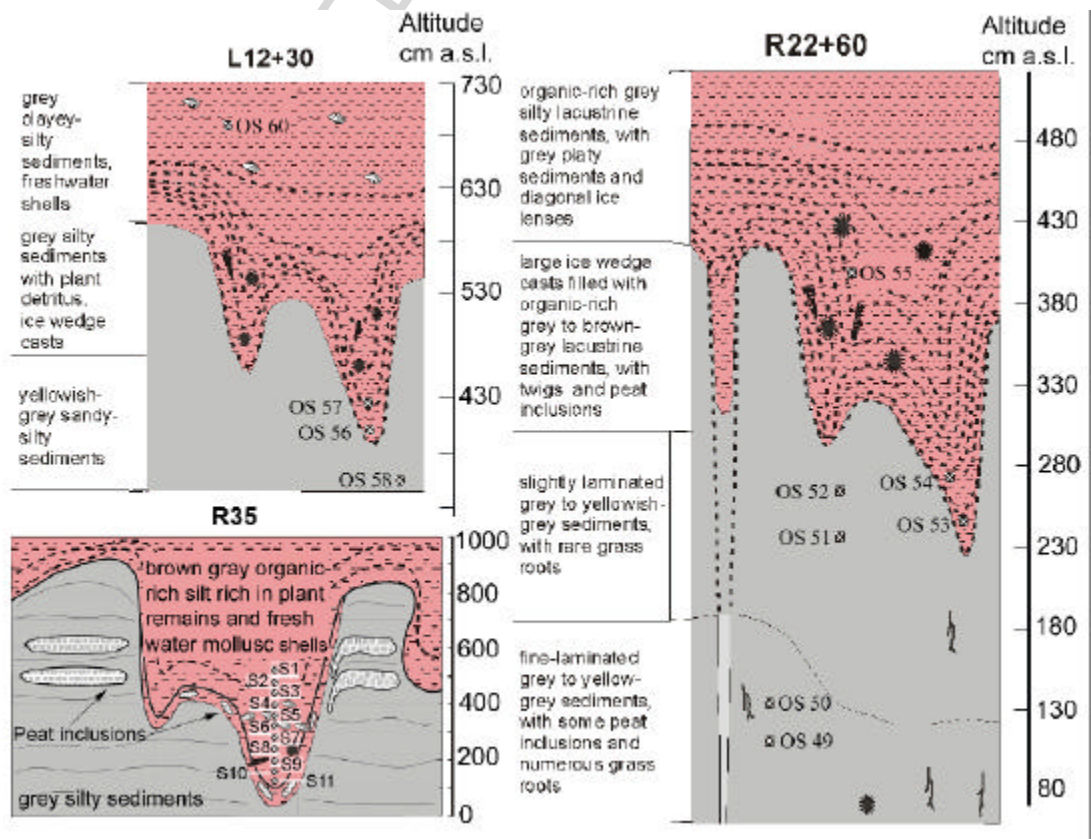 Altitude
cm a.s.l.
L12+30
730
630
530
430
grey
clayey-
silty
sediments,
freshwater
shells
grey silty
sediments
with plant
detritus.
ice wedge
casts
yellowish-
grey sandy-
silty
sediments
OS 60
OS 57
OS 56
OS 58
R22+60
Altitude
cm a.s.l.
480
430
380
330
280
230
180
130
80
organic-rich grey
silty lacustrine
sediments, with
grey platy
sediments and
diagonal ice
lenses
large ice wedge
casts filled with
organic-rich
grey to brown-
grey lacustrine
sediments, with
twigs and peat
inclusions
slightly laminated
grey to yellowish-
grey sediments,
with rare grass
roots
fine-laminated
grey to yellow-
grey sediments,
with some peat
inclusions and
numerous grass
roots
OS 55
OS 54
OS 53
OS 52
OS 51
OS 50
OS 49
R35
1000
800
600
400
200
0
brown gray organic-
rich silt rich in plant
remains and fresh
water mollusc shells
S1
S2
S3
S4
S5
S6
S7
S8
S9
S10
S11
Peat inclusions
grey silty sediments